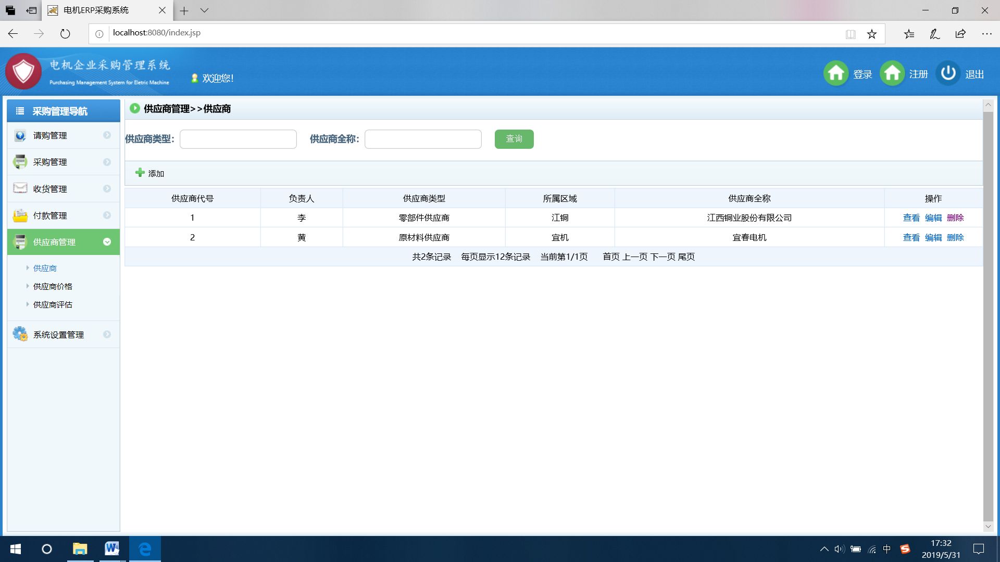 电机ERP采购系统
localhost:8080/index.jsp
电机企业采购管理系统
Purchasing Management System for Eletric Machine
欢迎您!
登录
注册
退出
采购管理导航
请购管理
采购管理
收货管理
付款管理
供应商管理
供应商
供应商价格
供应商评估
系统设置管理
供应商管理>>供应商
供应商类型: 供应商全称: 查询
添加
供应商代号 负责人 供应商类型 所属区域 供应商全称 操作
1 李 零部件供应商 江铜 江西铜业股份有限公司 查看 编辑 删除
2 黄 原材料供应商 宜机 宜春电机 查看 编辑 删除
共2条记录 每页显示12条记录 当前第1/1页 首页 上一页 下一页 尾页
中
17:32
2019/5/31